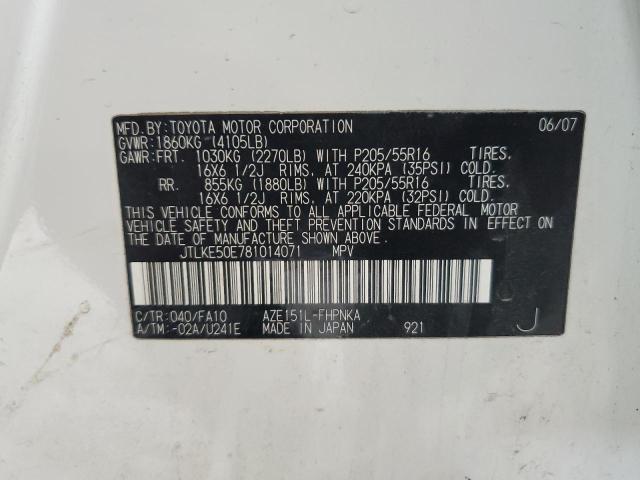 MFD.BY:TOYOTA MOTOR CORPORATION 06/07
GVWR:1860KG (4105LB)
GAWR:FRT. 1030KG (2270LB) WITH P205/55R16 TIRES.
16X6 1/2J RIMS, AT 240KPA (35PSI) COLD.
RR. 855KG (1880LB) WITH P205/55R16 TIRES.
16X6 1/2J RIMS, AT 220KPA (32PSI) COLD.
THIS VEHICLE CONFORMS TO ALL APPLICABLE FEDERAL MOTOR
VEHICLE SAFETY AND THEFT PREVENTION STANDARDS IN EFFECT ON
THE DATE OF MANUFACTURE SHOWN ABOVE.
JTLKE50E781014071 MPV
C/TR:040/FA10 AZE151L-FHPNKA
A/TM:-02A/U241E MADE IN JAPAN 921 J